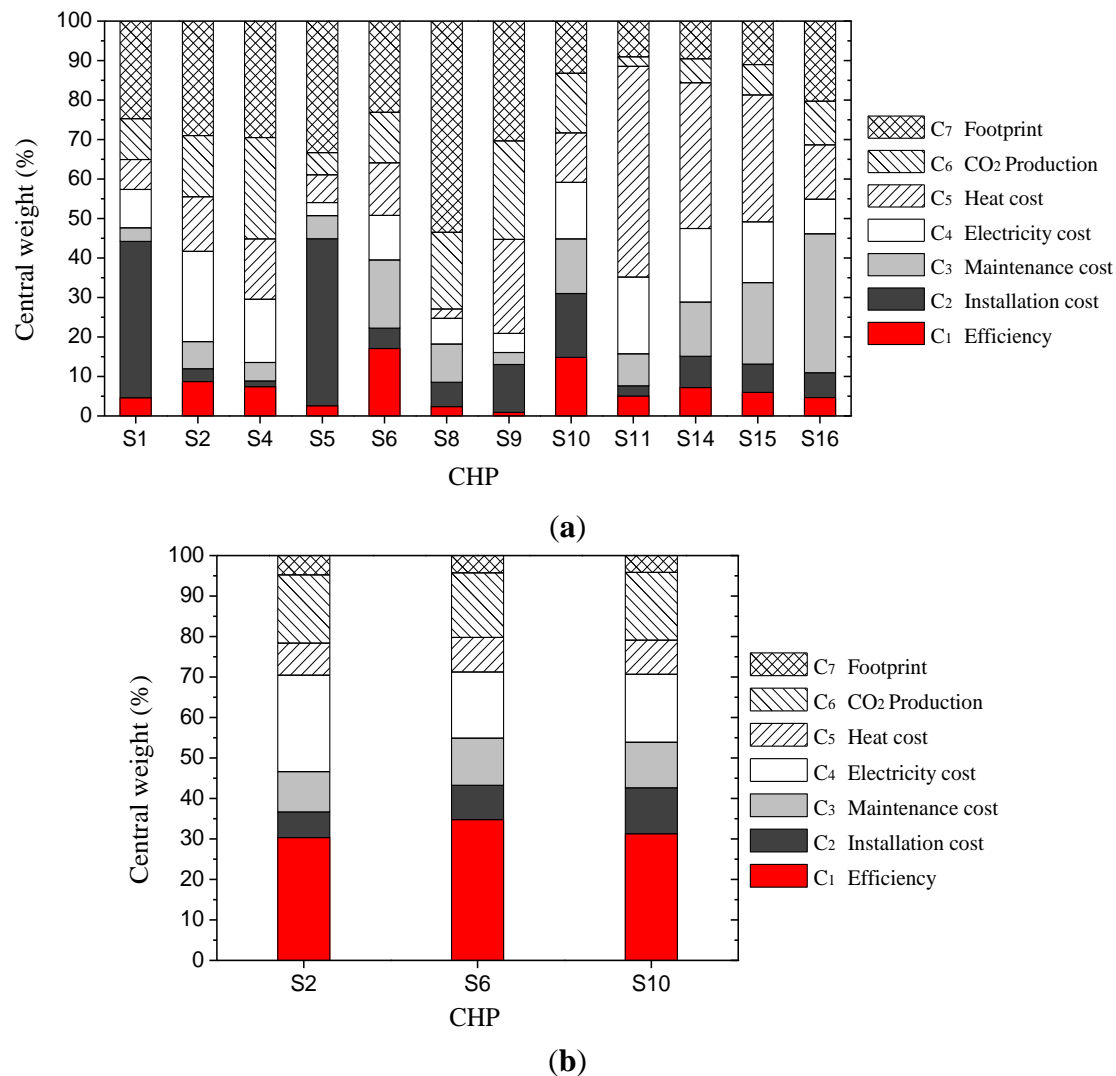 100
90
80
70
60
50
40
30
20
10
0
Central weight (%)
S1 S2 S4 S5 S6 S8 S9 S10 S11 S14 S15 S16
CHP
C7 Footprint
C6 CO2 Production
C5 Heat cost
C4 Electricity cost
C3 Maintenance cost
C2 Installation cost
C1 Efficiency
(a)
100
90
80
70
60
50
40
30
20
10
0
Central weight (%)
S2 S6 S10
CHP
C7 Footprint
C6 CO2 Production
C5 Heat cost
C4 Electricity cost
C3 Maintenance cost
C2 Installation cost
C1 Efficiency
(b)